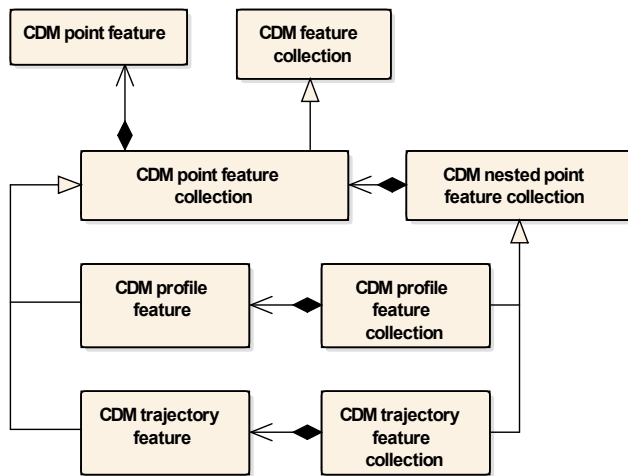 CDM point feature
CDM feature
collection
CDM point feature
collection
CDM nested point
feature collection
CDM profile
feature
CDM profile
feature
collection
CDM trajectory
feature
CDM trajectory
feature
collection